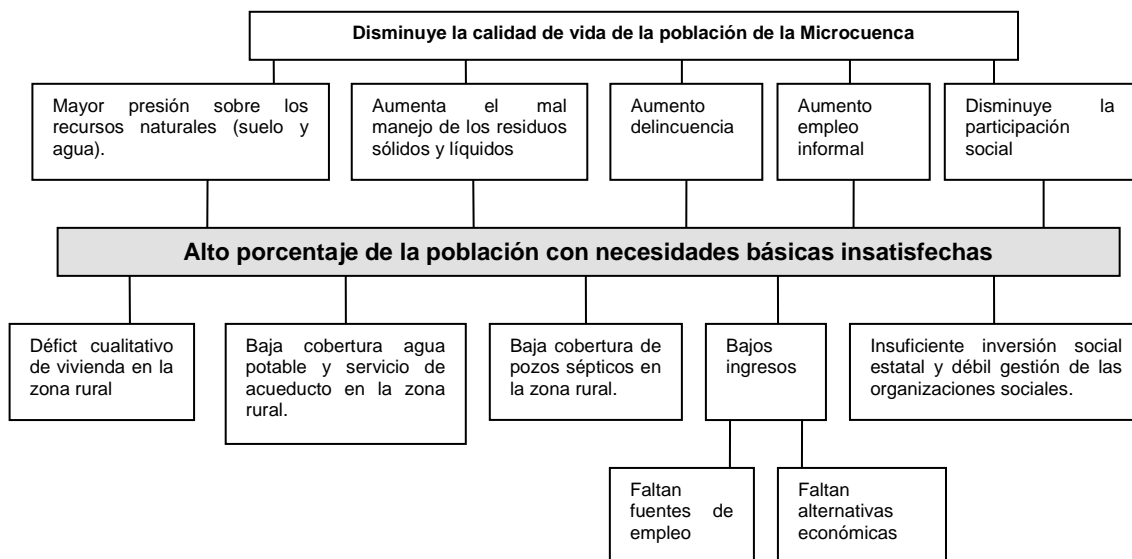 Disminuye la calidad de vida de la población de la Microcuenca
Mayor presión sobre los
recursos naturales (suelo y
agua).
Aumenta el mal
manejo de los residuos
sólidos y líquidos
Aumento
delincuencia
Aumento
empleo
informal
Disminuye la
participación
social
Alto porcentaje de la población con necesidades básicas insatisfechas
Défict cualitativo
de vivienda en la
zona rural
Baja cobertura agua
potable y servicio de
acueducto en la zona
rural.
Baja cobertura de
pozos sépticos en
la zona rural.
Bajos
ingresos
Insuficiente inversión social
estatal y débil gestión de las
organizaciones sociales.
Faltan
fuentes de
empleo
Faltan
alternativas
económicas